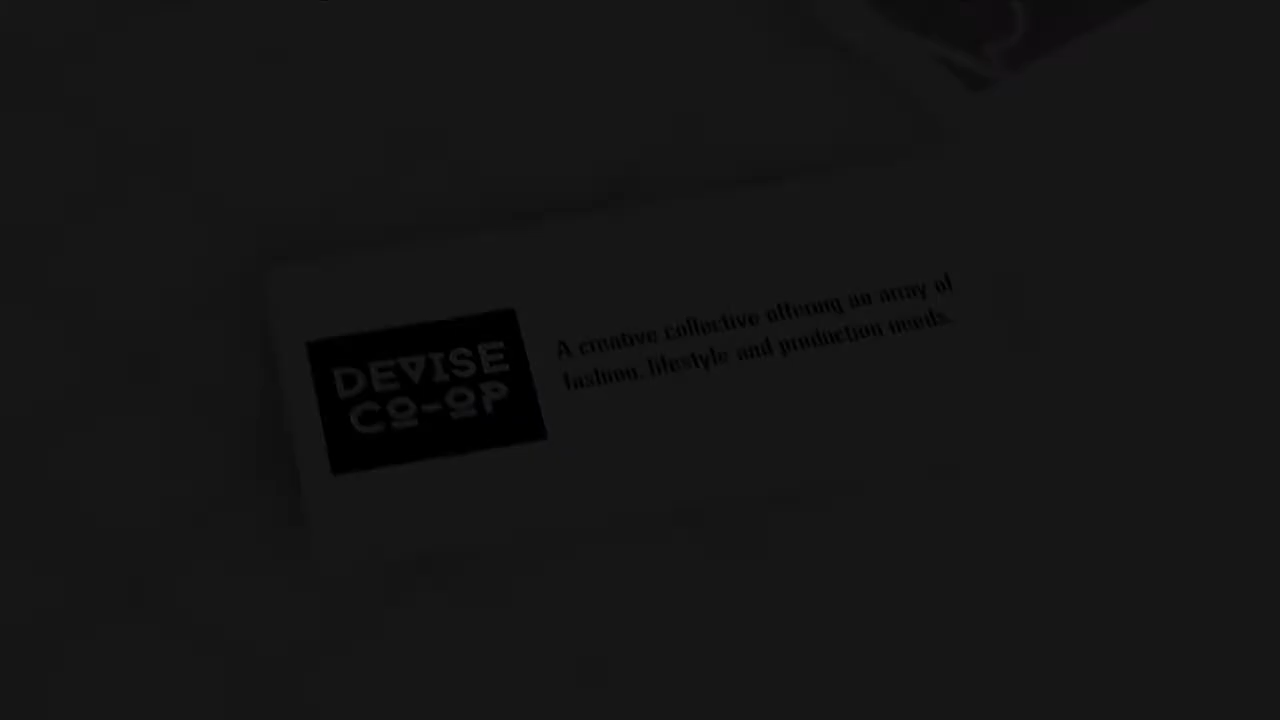 DEVISE
CO-OP
A creative collective offering an array of
fashion, lifestyle and production needs.